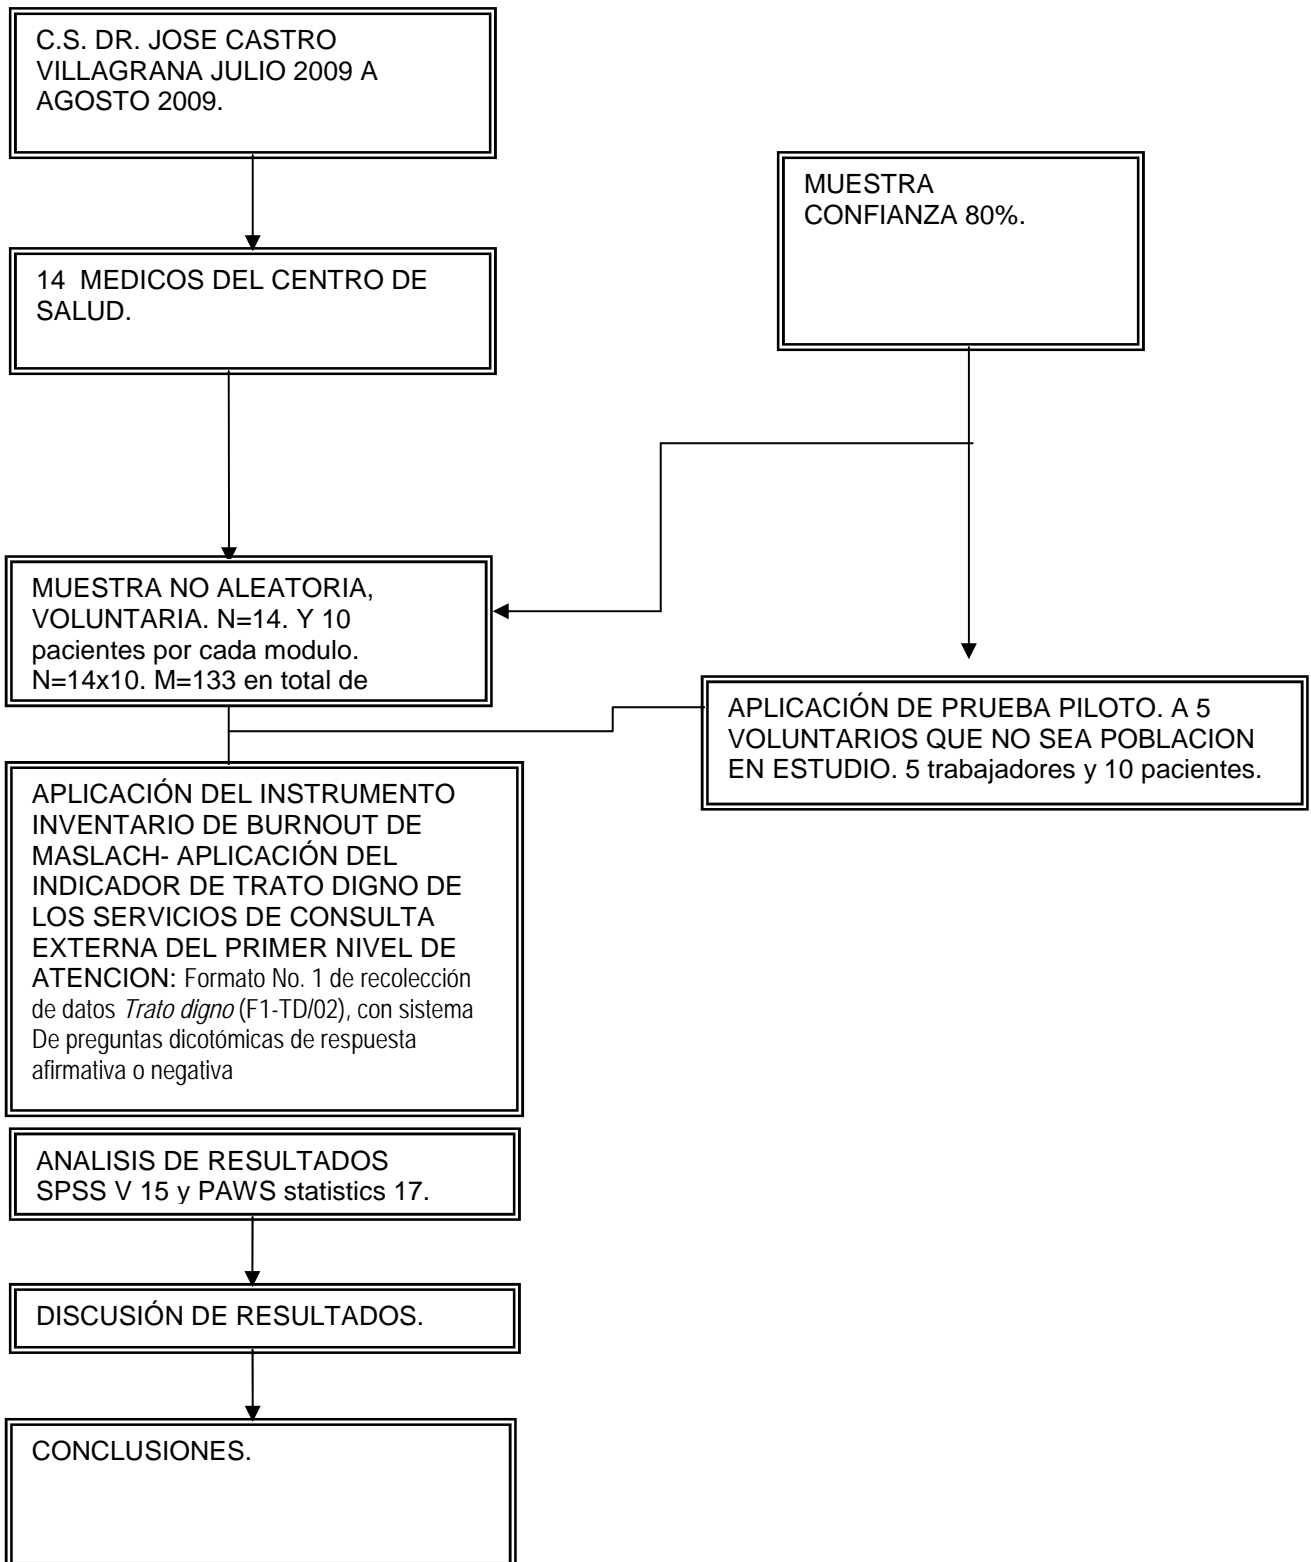 C.S. DR. JOSE CASTRO
VILLAGRANA JULIO 2009 A
AGOSTO 2009.
MUESTRA
CONFIANZA 80%.
14  MEDICOS DEL CENTRO DE
SALUD.
MUESTRA NO ALEATORIA,
VOLUNTARIA. N=14. Y 10
pacientes por cada modulo.
N=14x10. M=133 en total de
APLICACIÓN DE PRUEBA PILOTO. A 5
VOLUNTARIOS QUE NO SEA POBLACION
EN ESTUDIO. 5 trabajadores y 10 pacientes.
APLICACIÓN DEL INSTRUMENTO
INVENTARIO DE BURNOUT DE
MASLACH- APLICACIÓN DEL
INDICADOR DE TRATO DIGNO DE
LOS SERVICIOS DE CONSULTA
EXTERNA DEL PRIMER NIVEL DE
ATENCION: Formato No. 1 de recolección
de datos Trato digno (F1-TD/02), con sistema
De preguntas dicotómicas de respuesta
afirmativa o negativa
ANALISIS DE RESULTADOS
SPSS V 15 y PAWS statistics 17.
DISCUSIÓN DE RESULTADOS.
CONCLUSIONES.